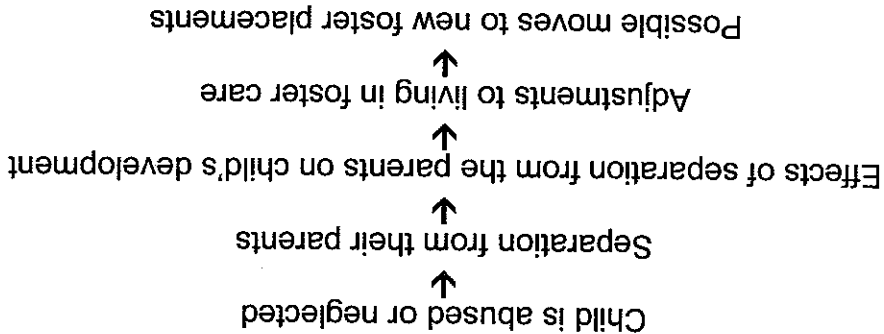 Child is abused or neglected
Separation from their parents
Effects of separation from the parents on child's development
Adjustments to living in foster care
Possible moves to new foster placements